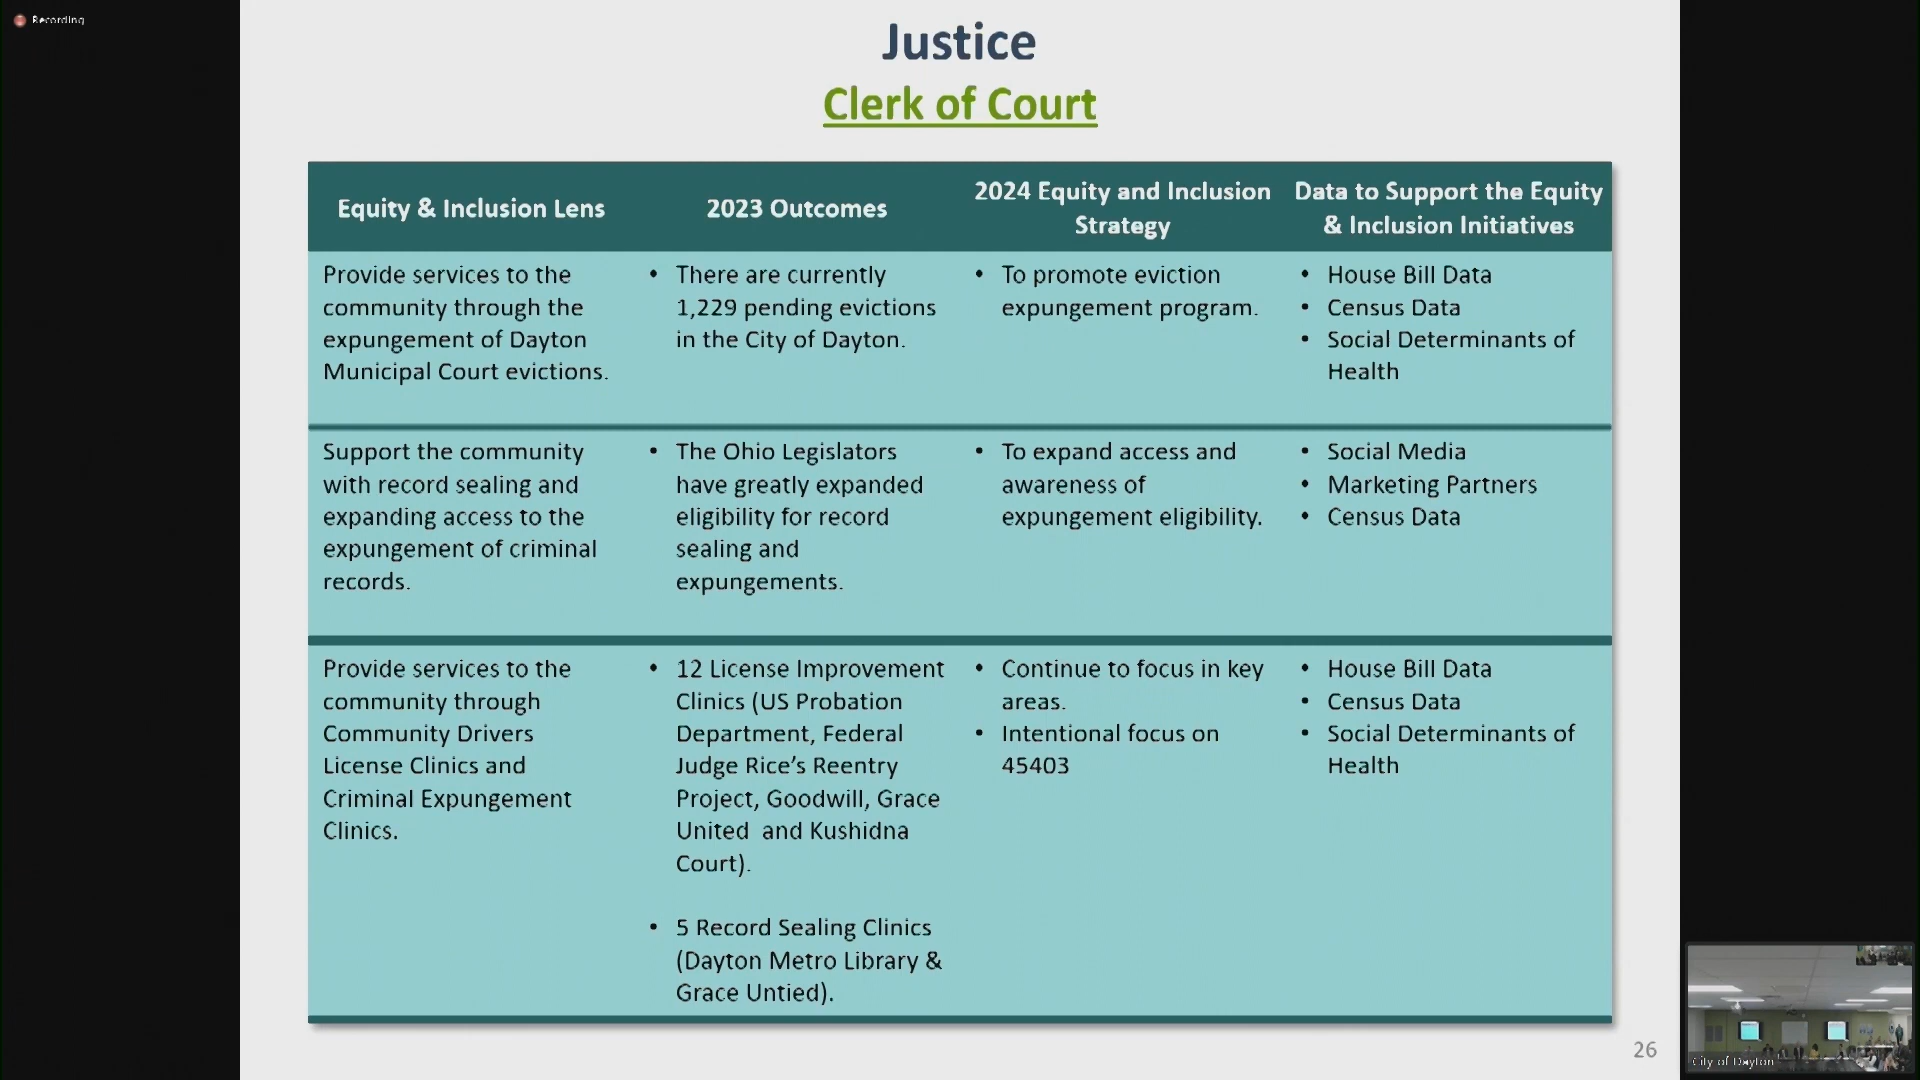 Recording
Justice
Clerk of Court
Equity & Inclusion Lens
2023 Outcomes
2024 Equity and Inclusion
Strategy
Data to Support the Equity
& Inclusion Initiatives
Provide services to the
community through the
expungement of Dayton
Municipal Court evictions.
• There are currently
1,229 pending evictions
in the City of Dayton.
• To promote eviction
expungement program.
• House Bill Data
• Census Data
• Social Determinants of
Health
Support the community
with record sealing and
expanding access to the
expungement of criminal
records.
• The Ohio Legislators
have greatly expanded
eligibility for record
sealing and
expungements.
• To expand access and
awareness of
expungement eligibility.
• Social Media
• Marketing Partners
• Census Data
Provide services to the
community through
Community Drivers
License Clinics and
Criminal Expungement
Clinics.
• 12 License Improvement
Clinics (US Probation
Department, Federal
Judge Rice's Reentry
Project, Goodwill, Grace
United  and Kushidna
Court).
• 5 Record Sealing Clinics
(Dayton Metro Library &
Grace Untied).
• Continue to focus in key
areas.
• Intentional focus on
45403
• House Bill Data
• Census Data
• Social Determinants of
Health
26
City of Dayton